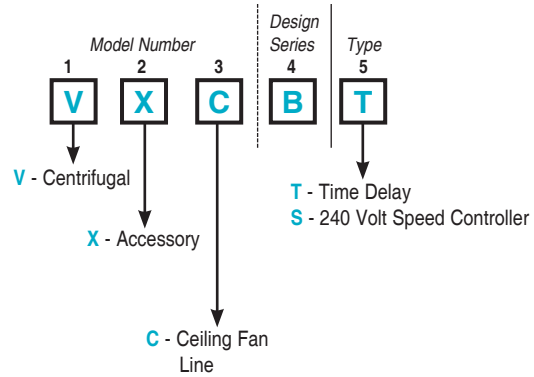 Design
Model Number Series Type
1 2 3 4 5
V X C B T
V - Centrifugal
T - Time Delay
S - 240 Volt Speed Controller
X - Accessory
C - Ceiling Fan
Line